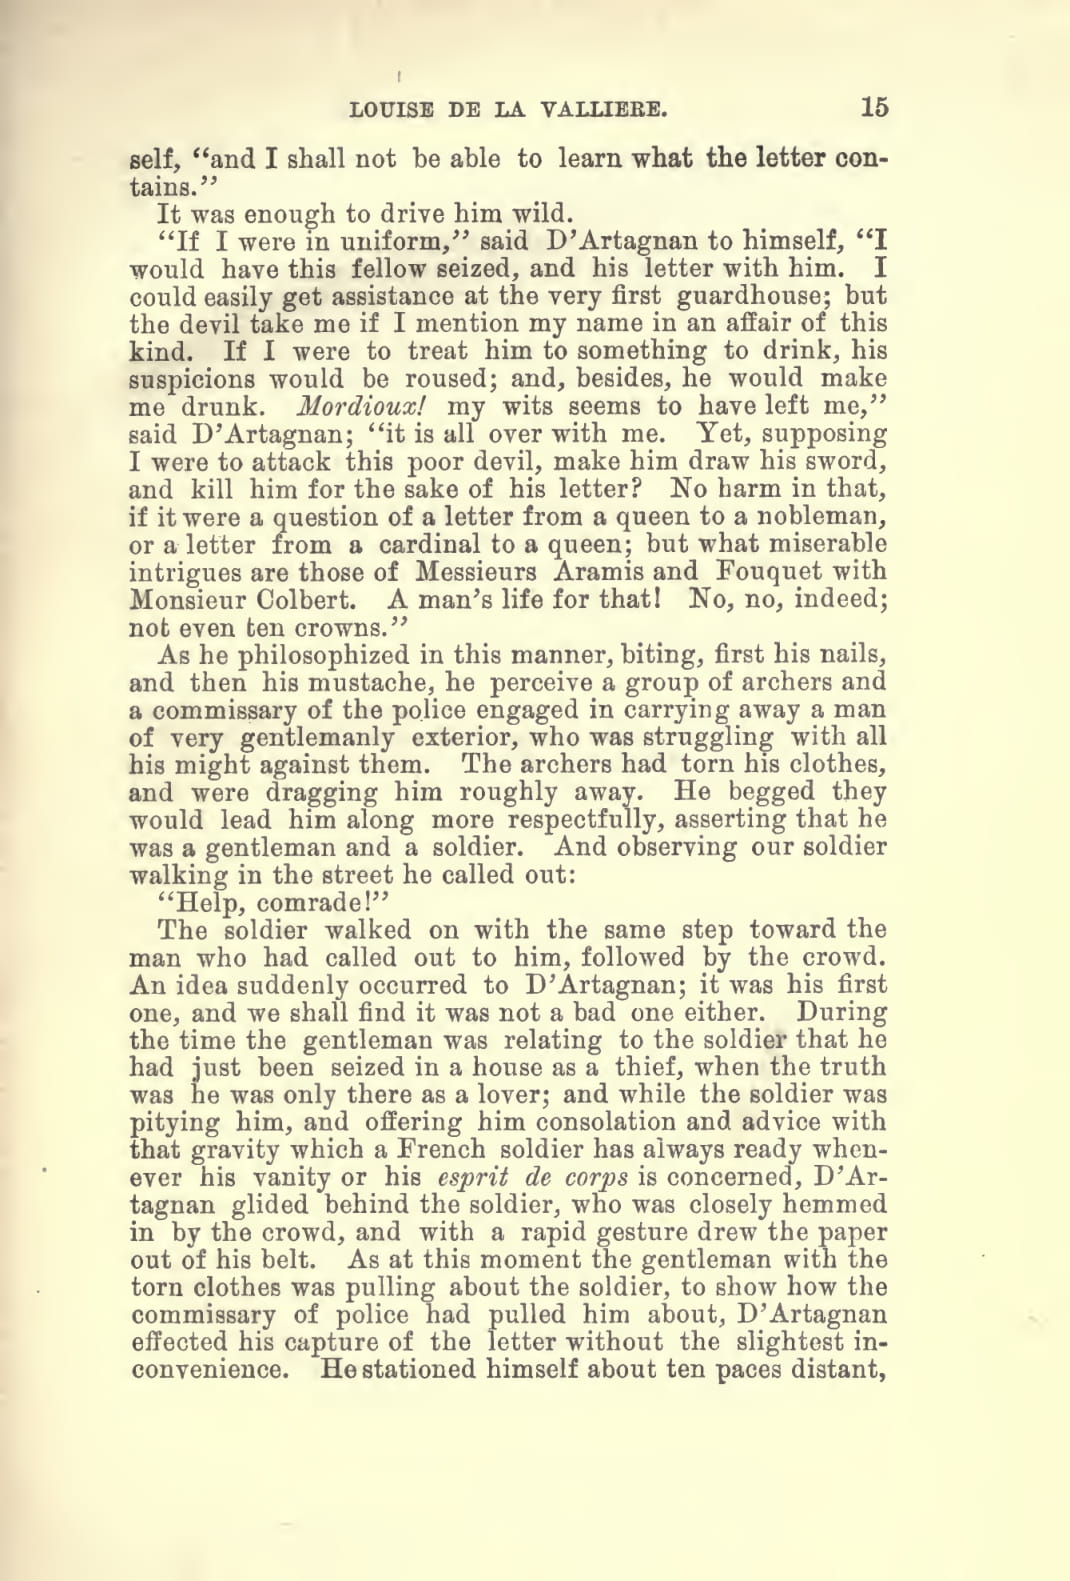 LOUISE DE LA VALLIERE. 15
self, “and I shall not be able to learn what the letter con-
tains.”
It was enough to drive him wild.
“If I were in uniform,” said D’Artagnan to himself, “I
would have this fellow seized, and his letter with him. I
could easily get assistance at the very first guardhouse; but
the devil take me if I mention my name in an affair of this
kind. If I were to treat him to something to drink, his
suspicions would be roused; and, besides, he would make
me drunk. Mordioux! my wits seems to have left me,”
said D’Artagnan; “it is all over with me. Yet, supposing
I were to attack this poor devil, make him draw his sword,
and kill him for the sake of his letter? No harm in that,
if it were a question of a letter from a queen to a nobleman,
or a letter from a cardinal to a queen; but what miserable
intrigues are those of Messieurs Aramis and Fouquet with
Monsieur Colbert. A man’s life for that! No, no, indeed;
not even ten crowns.”
As he philosophized in this manner, biting, first his nails,
and then his mustache, he perceive a group of archers and
a commissary of the police engaged in carrying away a man
of very gentlemanly exterior, who was struggling with all
his might against them. The archers had torn his clothes,
and were dragging him roughly away. He begged they
would lead him along more respectfully, asserting that he
was a gentleman and a soldier. And observing our soldier
walking in the street he called out:
“Help, comrade!”
The soldier walked on with the same step toward the
man who had called out to him, followed by the crowd.
An idea suddenly occurred to D’Artagnan; it was his first
one, and we shall find it was not a bad one either. During
the time the gentleman was relating to the soldier that he
had just been seized in a house as a thief, when the truth
was he was only there as a lover; and while the soldier was
pitying him, and offering him consolation and advice with
that gravity which a French soldier has always ready when-
ever his vanity or his esprit de corps is concerned, D’Ar-
tagnan glided behind the soldier, who was closely hemmed
in by the crowd, and with a rapid gesture drew the paper
out of his belt. As at this moment the gentleman with the
torn clothes was pulling about the soldier, to show how the
commissary of police had pulled him about, D’Artagnan
effected his capture of the letter without the slightest in-
convenience. He stationed himself about ten paces distant,